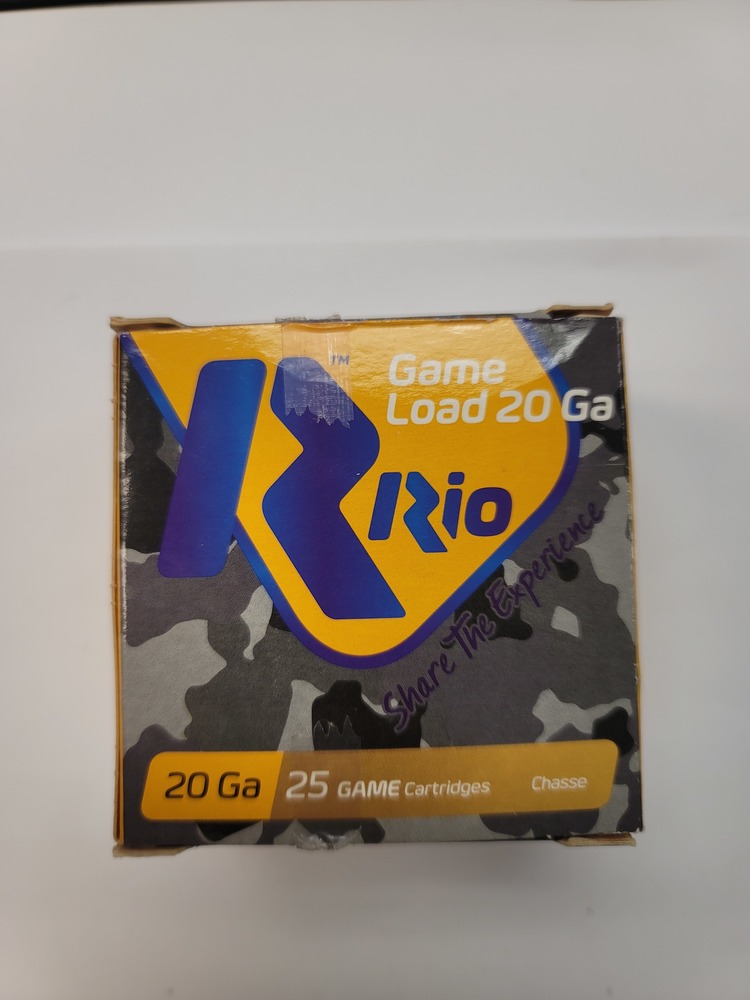 TM
Game
Load 20 Ga
Rio
Share The Experience
20 Ga 25 GAME Cartridges Chasse